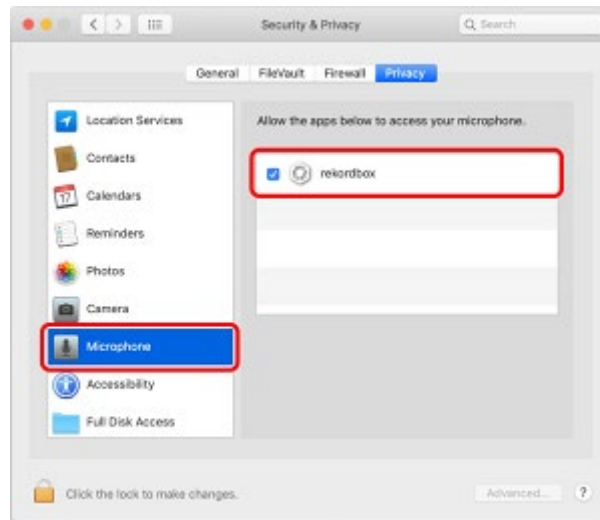 Security & Privacy
Search
General FileVault Firewall Privacy
Location Services
Contacts
17
Calendars
Reminders
Photos
Camera
Microphone
Accessibility
Full Disk Access
Allow the apps below to access your microphone.
rekordbox
Click the lock to make changes.
Advanced...
?